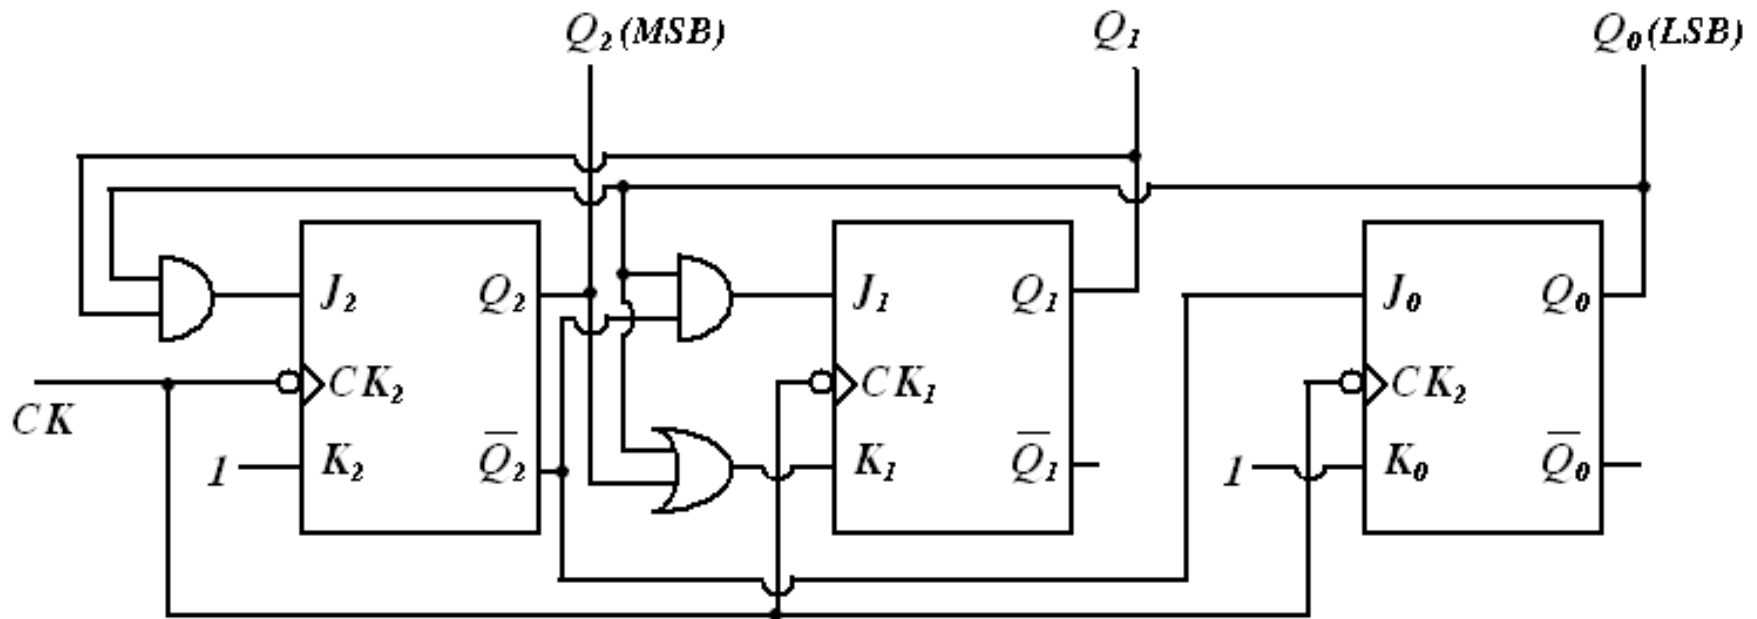 Q₂(MSB) Q₁ Q₀(LSB)
J₂ Q₂ J₁ Q₁ J₀ Q₀
CK CK₂ CK₁ CK₂
1 K₂ Q̅₂ K₁ Q̅₁ 1 K₀ Q̅₀